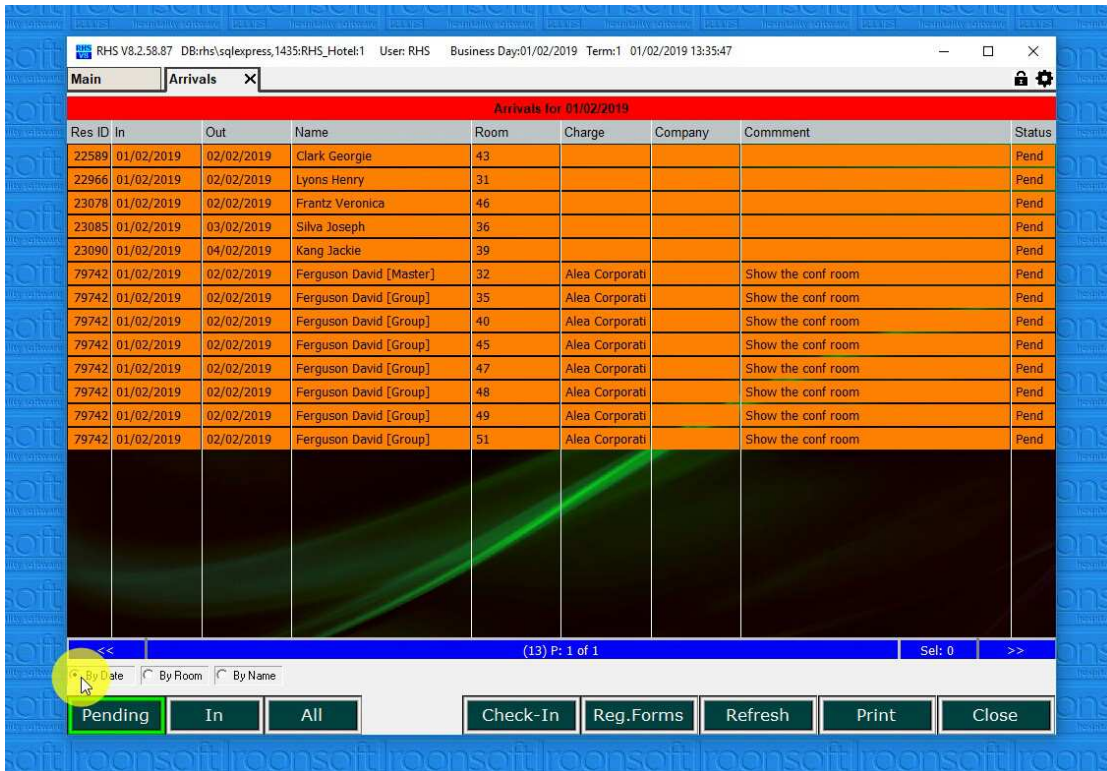 RHS V8.2.58.87 DB:rhs\sqlexpress,1435:RHS_Hotel:1 User: RHS Business Day:01/02/2019 Term:1 01/02/2019 13:35:47
Main Arrivals X
Arrivals for 01/02/2019
Res ID In Out Name Room Charge Company Commment Status
22589 01/02/2019 02/02/2019 Clark Georgie 43 Pend
22966 01/02/2019 02/02/2019 Lyons Henry 31 Pend
23078 01/02/2019 02/02/2019 Frantz Veronica 46 Pend
23085 01/02/2019 03/02/2019 Silva Joseph 36 Pend
23090 01/02/2019 04/02/2019 Kang Jackie 39 Pend
79742 01/02/2019 02/02/2019 Ferguson David [Master] 32 Alea Corporati Show the conf room Pend
79742 01/02/2019 02/02/2019 Ferguson David [Group] 35 Alea Corporati Show the conf room Pend
79742 01/02/2019 02/02/2019 Ferguson David [Group] 40 Alea Corporati Show the conf room Pend
79742 01/02/2019 02/02/2019 Ferguson David [Group] 45 Alea Corporati Show the conf room Pend
79742 01/02/2019 02/02/2019 Ferguson David [Group] 47 Alea Corporati Show the conf room Pend
79742 01/02/2019 02/02/2019 Ferguson David [Group] 48 Alea Corporati Show the conf room Pend
79742 01/02/2019 02/02/2019 Ferguson David [Group] 49 Alea Corporati Show the conf room Pend
79742 01/02/2019 02/02/2019 Ferguson David [Group] 51 Alea Corporati Show the conf room Pend
<< (13) P: 1 of 1 Sel: 0 >>
By Date By Room By Name
Pending In All Check-In Reg.Forms Refresh Print Close